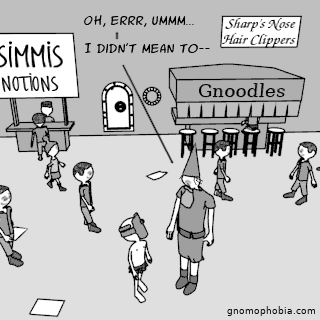 OH, ERRR, UMMM...
I DIDN'T MEAN TO--
Sharp's Nose
Hair Clippers
SIMMIS
NOTIONS
Gnoodles
gnomophobia.com